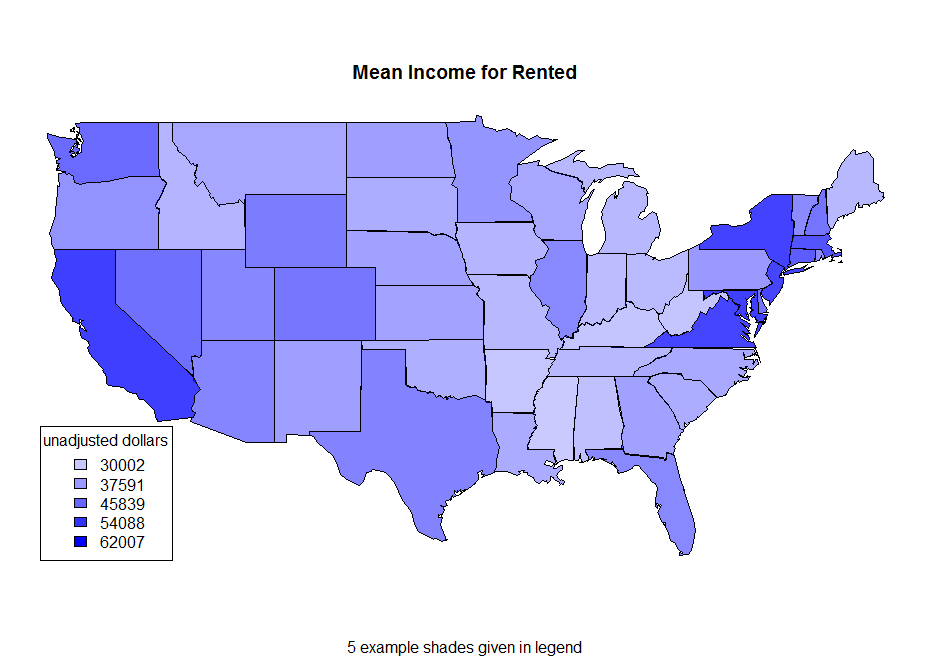 Mean Income for Rented
unadjusted dollars
30002
37591
45839
54088
62007
5 example shades given in legend